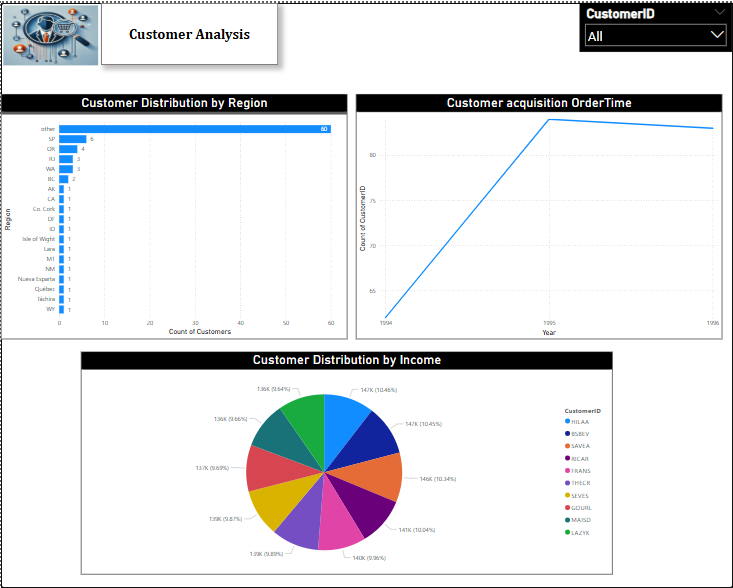 Customer Analysis
CustomerID
All
Customer Distribution by Region
other
SP
OR
RJ
WA
BC
AK
CA
Co. Cork
DF
ID
Isle of Wight
Lara
MT
NM
Nueva Esparta
Québec
Táchira
WY
60
6
4
3
3
2
1
1
1
1
1
1
1
1
1
1
1
1
1
0 10 20 30 40 50 60
Region
Count of Customers
Customer acquisition OrderTime
80
75
70
65
1994 1995 1996
Count of CustomerID
Year
Customer Distribution by Income
147K (10.46%)
147K (10.45%)
146K (10.34%)
141K (10.04%)
140K (9.96%)
139K (9.89%)
139K (9.87%)
137K (9.69%)
136K (9.66%)
136K (9.64%)
CustomerID
HILAA
BSBEV
SAVEA
RICAR
FRANS
THECR
SEVES
GOURL
MAISD
LAZYK